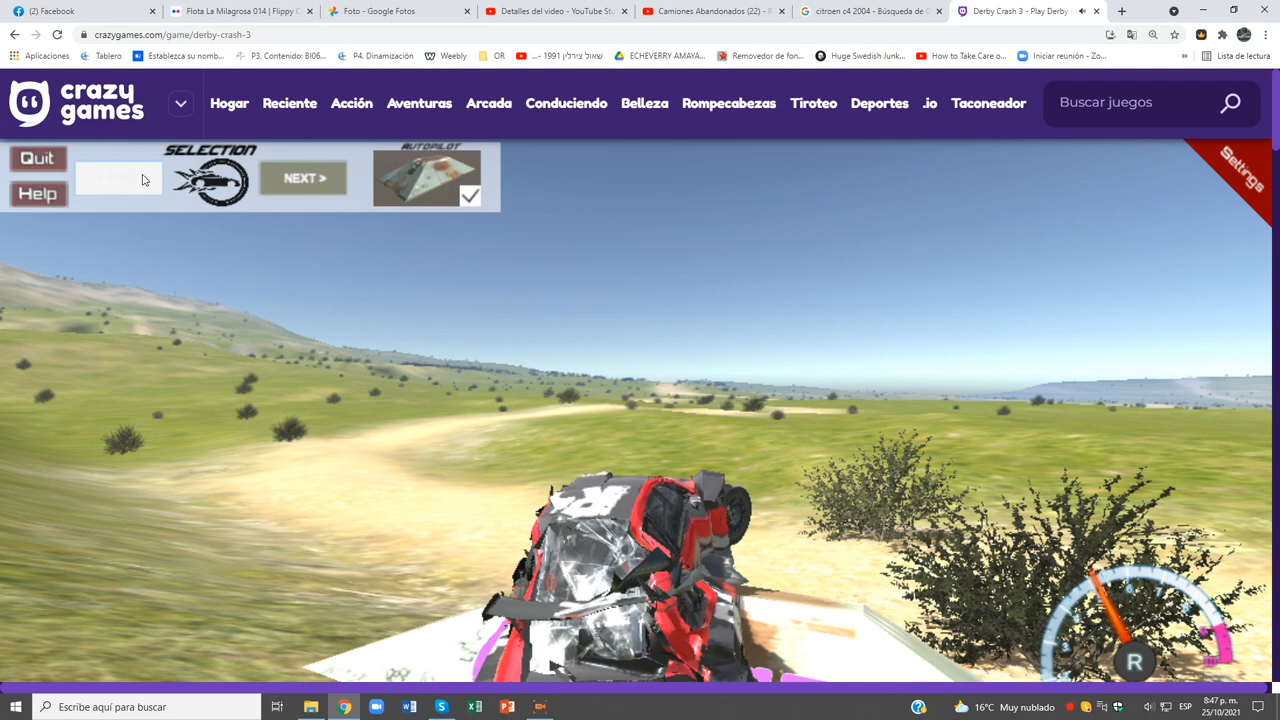 (2) Facebook
Flota La Milagrosa 014 | Flippy C
Foto - Google Fotos
Detalles del video - YouTube Stu
Camiones Abandonados (22) - 
citroen c4 2004 - Búsqueda de G
Derby Crash 3 - Play Derby C
crazygames.com/game/derby-crash-3
Aplicaciones
Tablero
Establezca su nomb...
P3. Contenido: BI06...
P4. Dinamización
Weebly
OR
שאול צירלין 1991 -...
ECHEVERRY AMAYA...
Removedor de fon...
Huge Swedish Junk...
How to Take Care o...
Iniciar reunión - Zo...
»
Lista de lectura
crazy
games
Hogar
Reciente
Acción
Aventuras
Arcada
Conduciendo
Belleza
Rompecabezas
Tiroteo
Deportes
.io
Taconeador
Buscar juegos
Quit
Help
SELECTION
NEXT >
AUTOPILOT
Settings
R
Escribe aquí para buscar
16°C Muy nublado
ESP
8:47 p. m.
25/10/2021